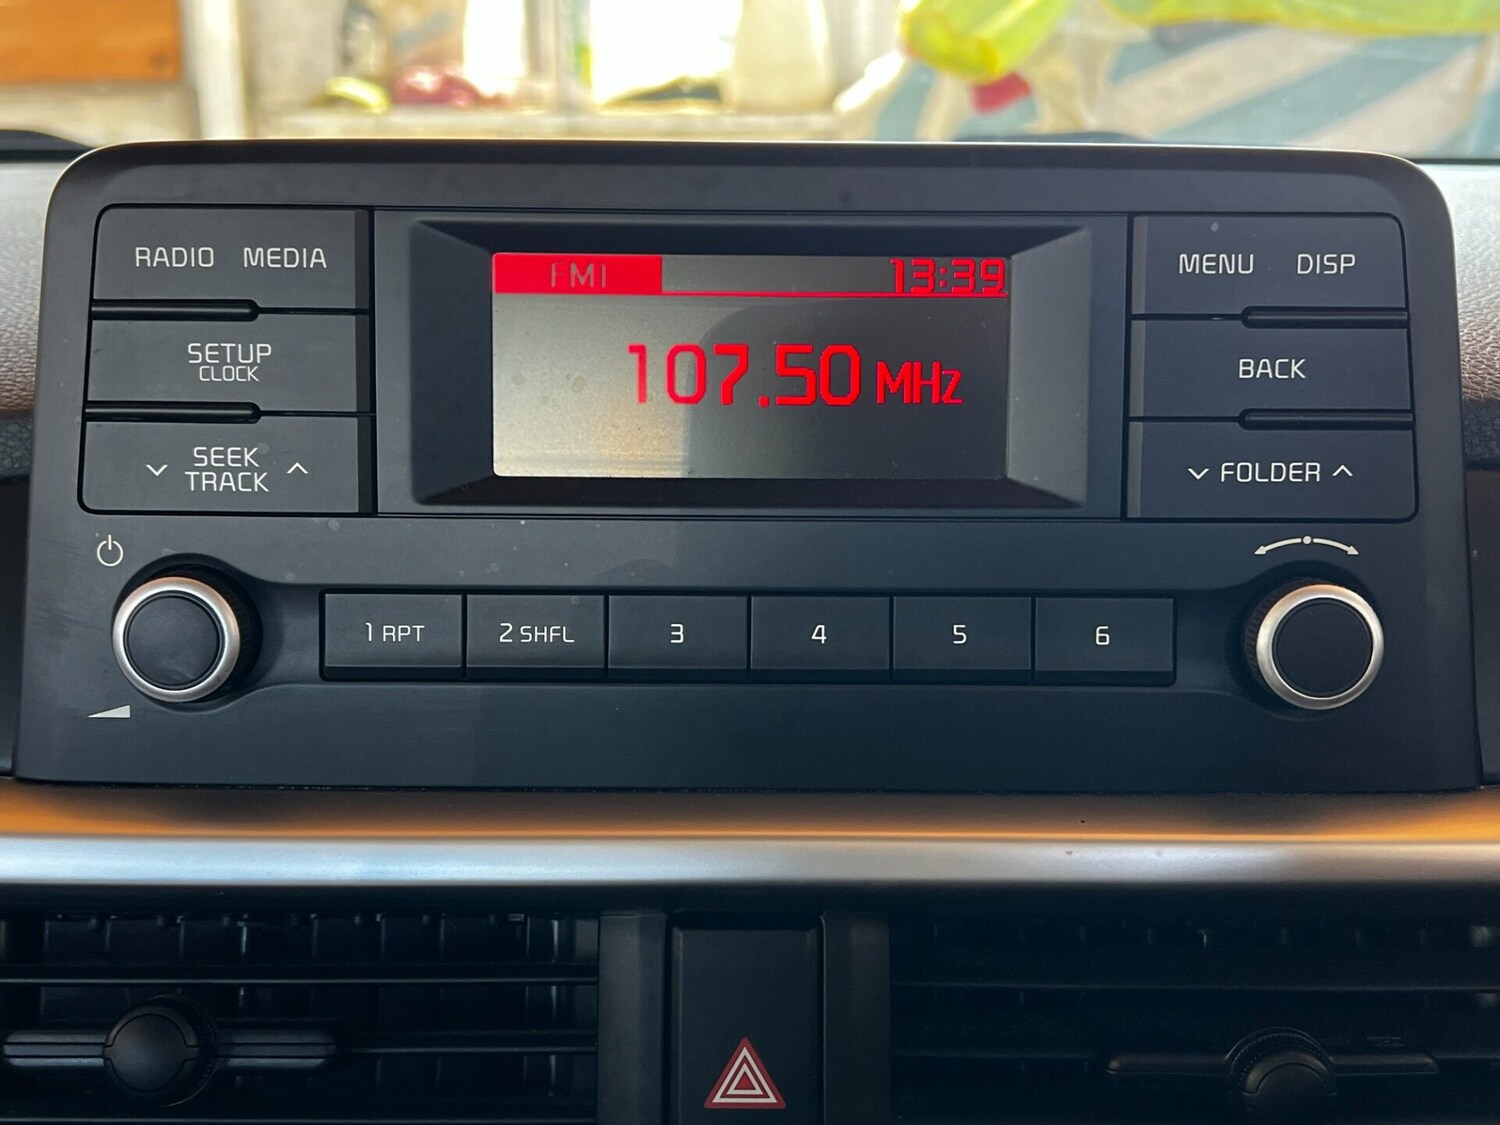 RADIO MEDIA
SETUP
CLOCK
SEEK
TRACK
FM1 13:39
107.50 MHz
MENU DISP
BACK
FOLDER
1 RPT 2 SHFL 3 4 5 6